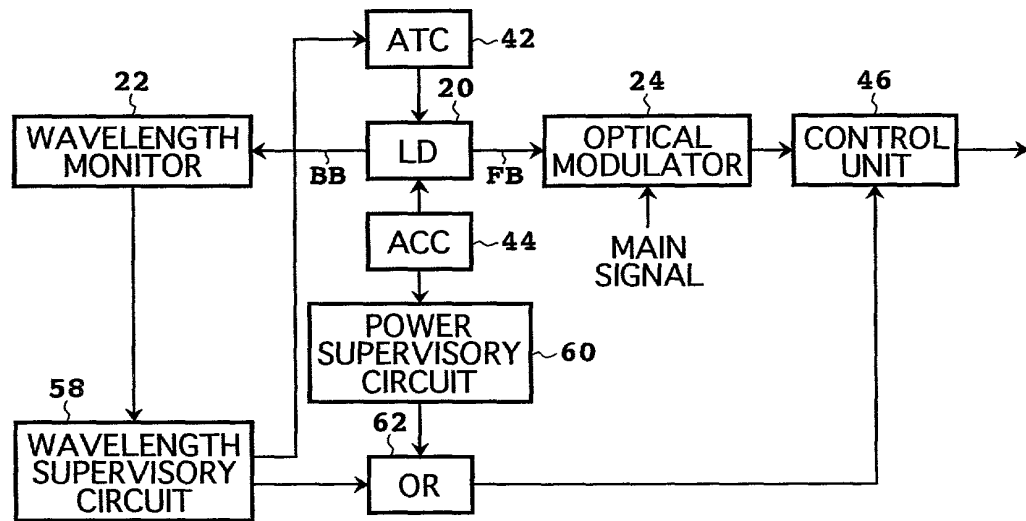 ATC
42
22
WAVELENGTH
MONITOR
20
LD
BB
FB
24
OPTICAL
MODULATOR
46
CONTROL
UNIT
MAIN
SIGNAL
ACC
44
POWER
SUPERVISORY
CIRCUIT
60
58
WAVELENGTH
SUPERVISORY
CIRCUIT
62
OR